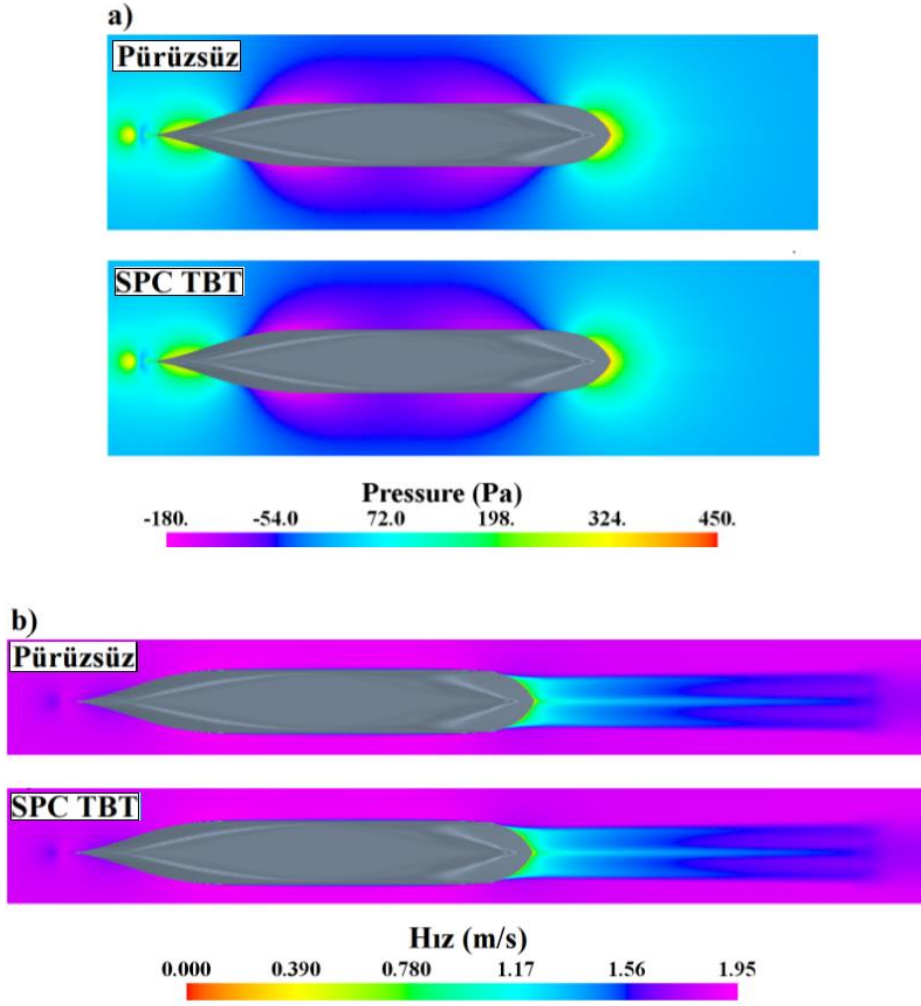 a)
Pürüzsüz
SPC TBT
Pressure (Pa)
-180. -54.0 72.0 198. 324. 450.
b)
Pürüzsüz
SPC TBT
Hız (m/s)
0.000 0.390 0.780 1.17 1.56 1.95